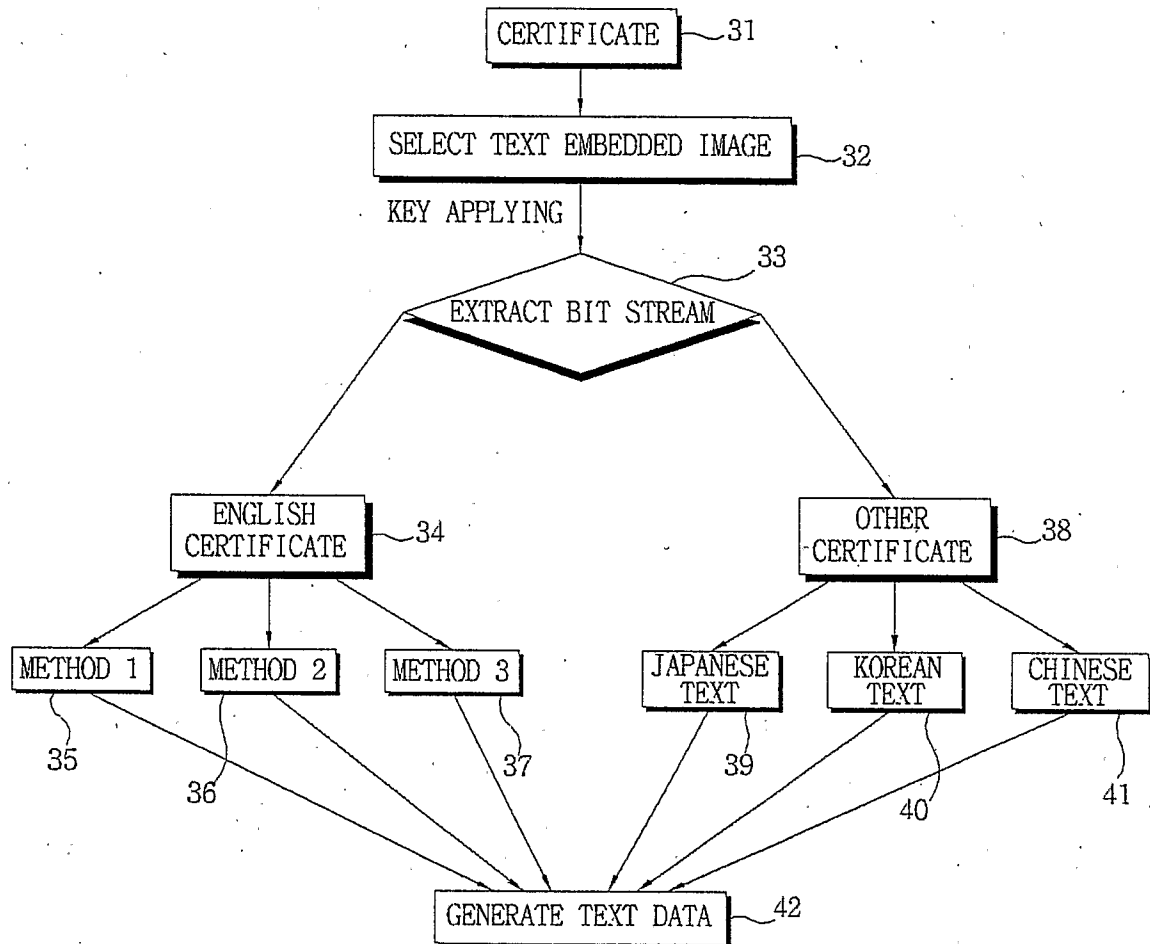 CERTIFICATE
31
SELECT TEXT EMBEDDED IMAGE
32
KEY APPLYING
33
EXTRACT BIT STREAM
ENGLISH
CERTIFICATE
34
OTHER
CERTIFICATE
38
METHOD 1
METHOD 2
METHOD 3
JAPANESE
TEXT
KOREAN
TEXT
CHINESE
TEXT
35
36
37
39
40
41
GENERATE TEXT DATA
42